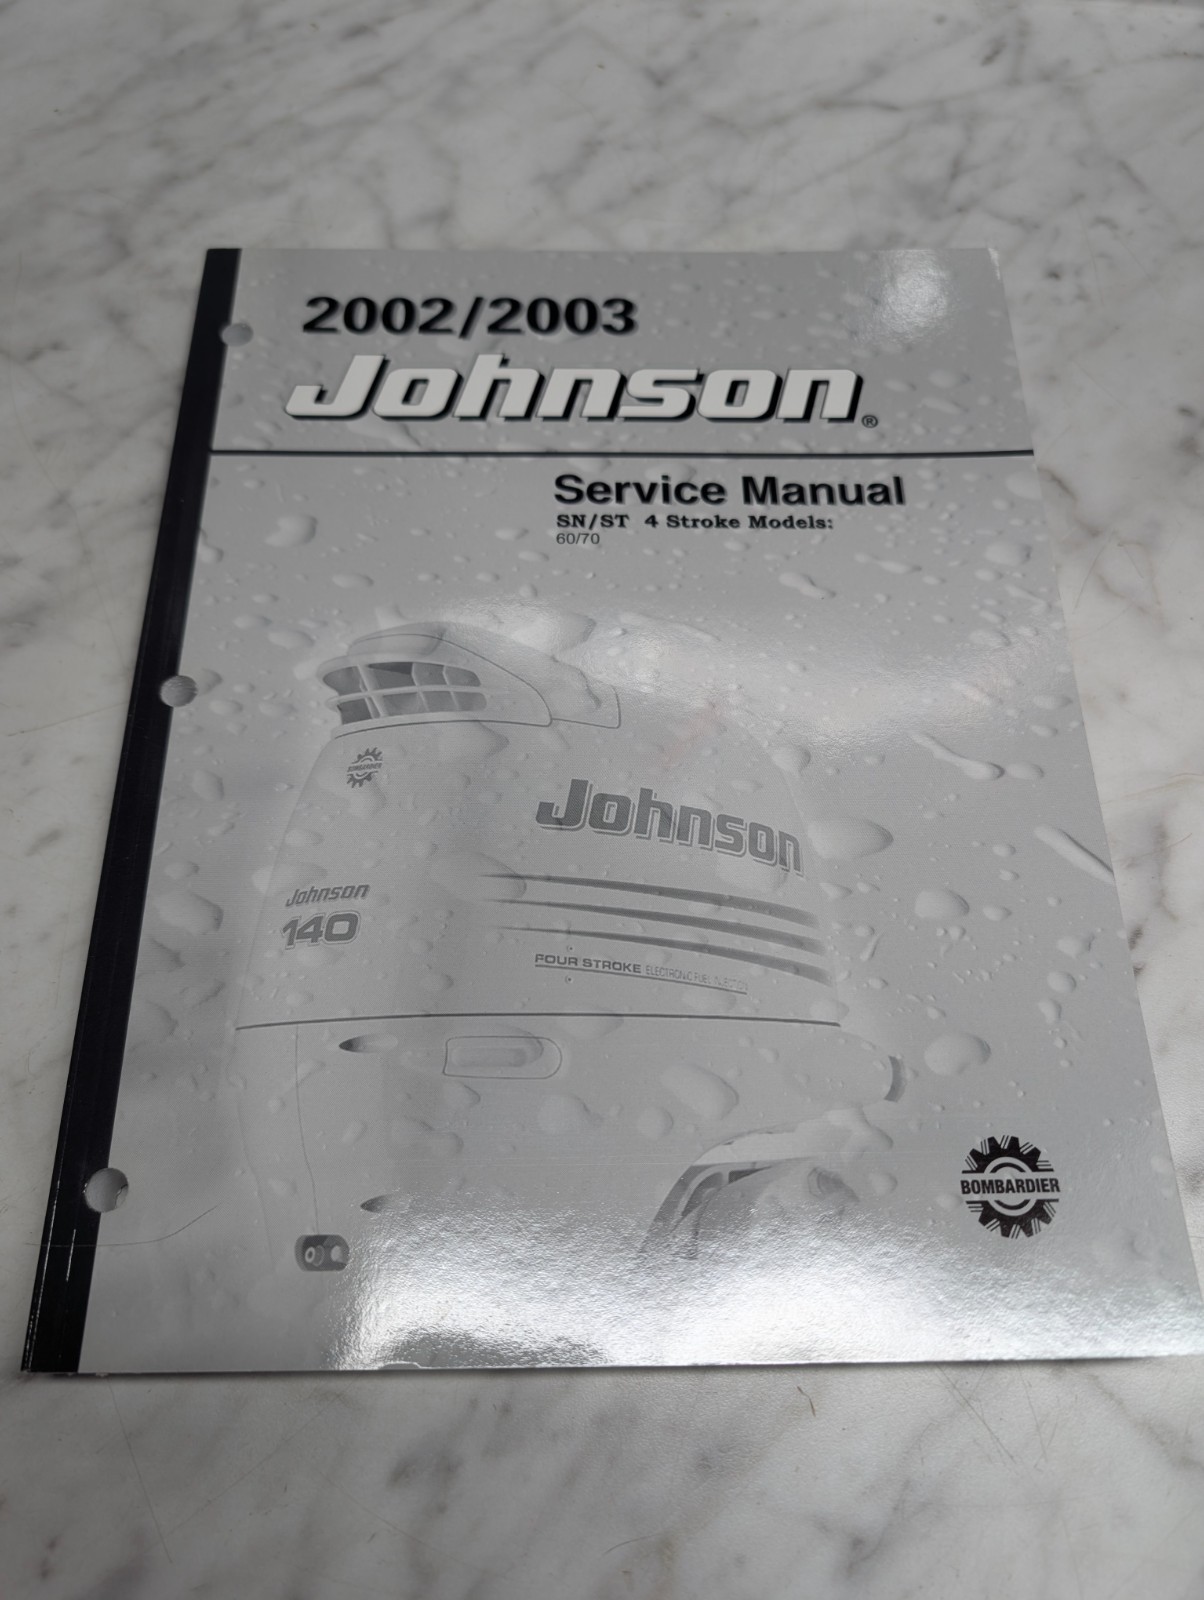 2002/2003
Johnson®
Service Manual
SN/ST 4 Stroke Models:
60/70
BOMBARDIER
Johnson
Johnson
140
FOUR STROKE ELECTRONIC FUEL INJECTION
BOMBARDIER